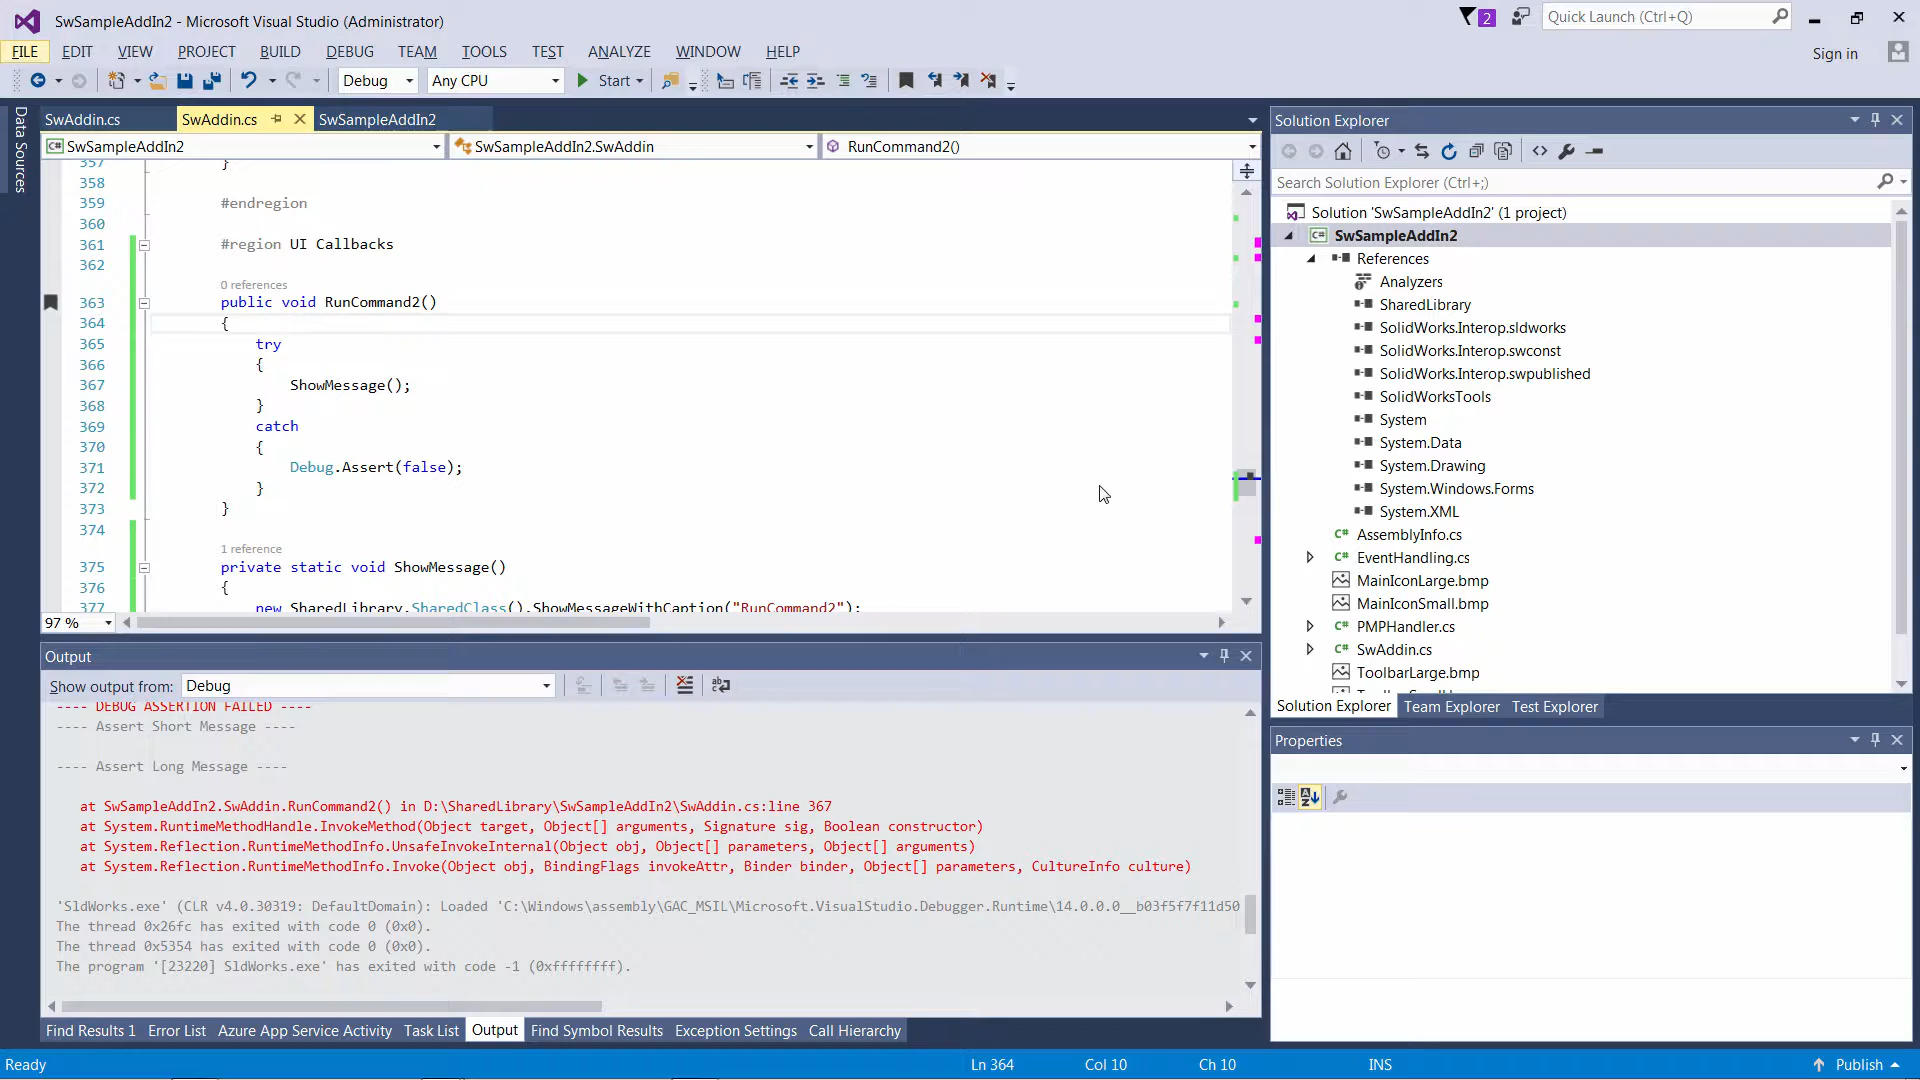 SwSampleAddIn2 - Microsoft Visual Studio (Administrator)
2
Quick Launch (Ctrl+Q)
FILE EDIT VIEW PROJECT BUILD DEBUG TEAM TOOLS TEST ANALYZE WINDOW HELP
Sign in
Debug Any CPU Start
Data Sources
SwAddin.cs SwAddin.cs SwSampleAddIn2
SwSampleAddIn2 SwSampleAddIn2.SwAddin RunCommand2()
357 }
358
359 #endregion
360
361 #region UI Callbacks
362
0 references
363 public void RunCommand2()
364 {
365 try
366 {
367 ShowMessage();
368 }
369 catch
370 {
371 Debug.Assert(false);
372 }
373 }
374
1 reference
375 private static void ShowMessage()
376 {
377 new SharedLibrary.SharedClass().ShowMessageWithCaption("RunCommand2");
97 %
Output
Show output from: Debug
---- DEBUG ASSERTION FAILED ----
---- Assert Short Message ----
---- Assert Long Message ----
at SwSampleAddIn2.SwAddin.RunCommand2() in D:\SharedLibrary\SwSampleAddIn2\SwAddin.cs:line 367
at System.RuntimeMethodHandle.InvokeMethod(Object target, Object[] arguments, Signature sig, Boolean constructor)
at System.Reflection.RuntimeMethodInfo.UnsafeInvokeInternal(Object obj, Object[] parameters, Object[] arguments)
at System.Reflection.RuntimeMethodInfo.Invoke(Object obj, BindingFlags invokeAttr, Binder binder, Object[] parameters, CultureInfo culture)
'SldWorks.exe' (CLR v4.0.30319: DefaultDomain): Loaded 'C:\Windows\assembly\GAC_MSIL\Microsoft.VisualStudio.Debugger.Runtime\14.0.0.0__b03f5f7f11d50
The thread 0x26fc has exited with code 0 (0x0).
The thread 0x5354 has exited with code 0 (0x0).
The program '[23220] SldWorks.exe' has exited with code -1 (0xffffffff).
Find Results 1 Error List Azure App Service Activity Task List Output Find Symbol Results Exception Settings Call Hierarchy
Solution Explorer
Search Solution Explorer (Ctrl+;)
Solution 'SwSampleAddIn2' (1 project)
SwSampleAddIn2
References
Analyzers
SharedLibrary
SolidWorks.Interop.sldworks
SolidWorks.Interop.swconst
SolidWorks.Interop.swpublished
SolidWorksTools
System
System.Data
System.Drawing
System.Windows.Forms
System.XML
AssemblyInfo.cs
EventHandling.cs
MainIconLarge.bmp
MainIconSmall.bmp
PMPHandler.cs
SwAddin.cs
ToolbarLarge.bmp
Solution Explorer Team Explorer Test Explorer
Properties
Ready Ln 364 Col 10 Ch 10 INS Publish